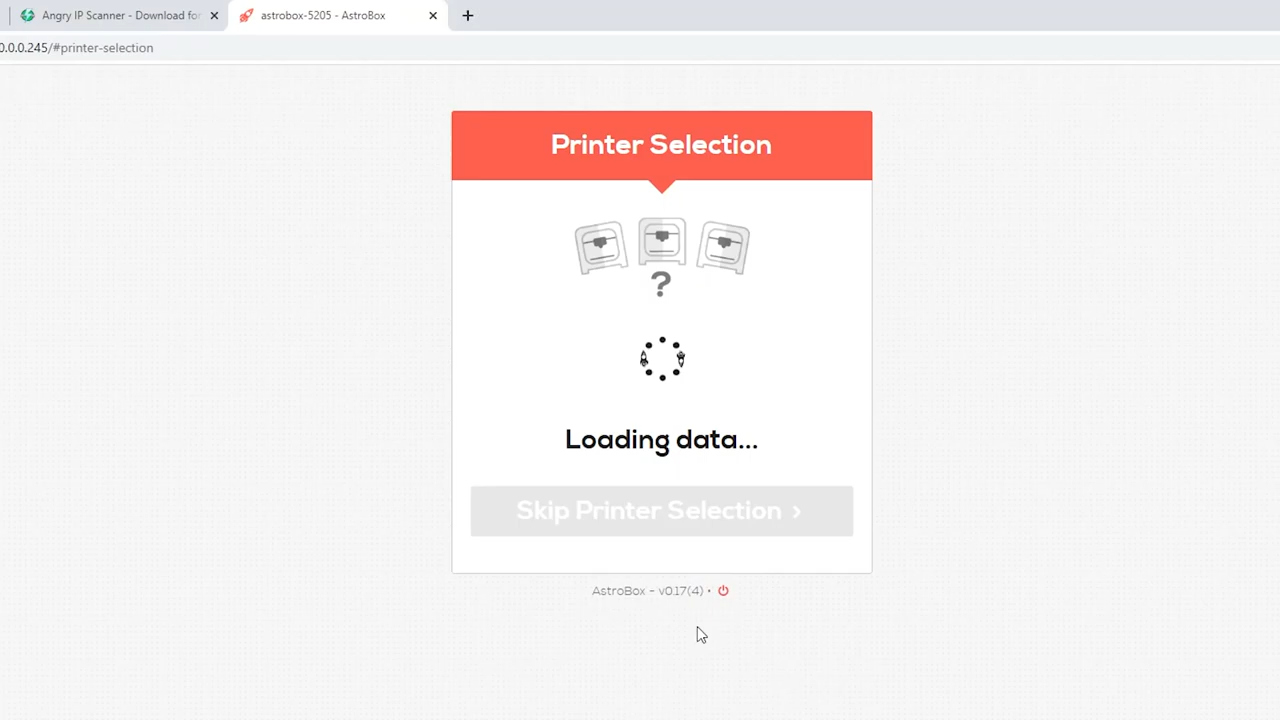 Angry IP Scanner - Download for
astrobox-5205 - AstroBox
0.0.0.245/#printer-selection
Printer Selection
?
Loading data...
Skip Printer Selection ›
AstroBox - v0.17(4) •